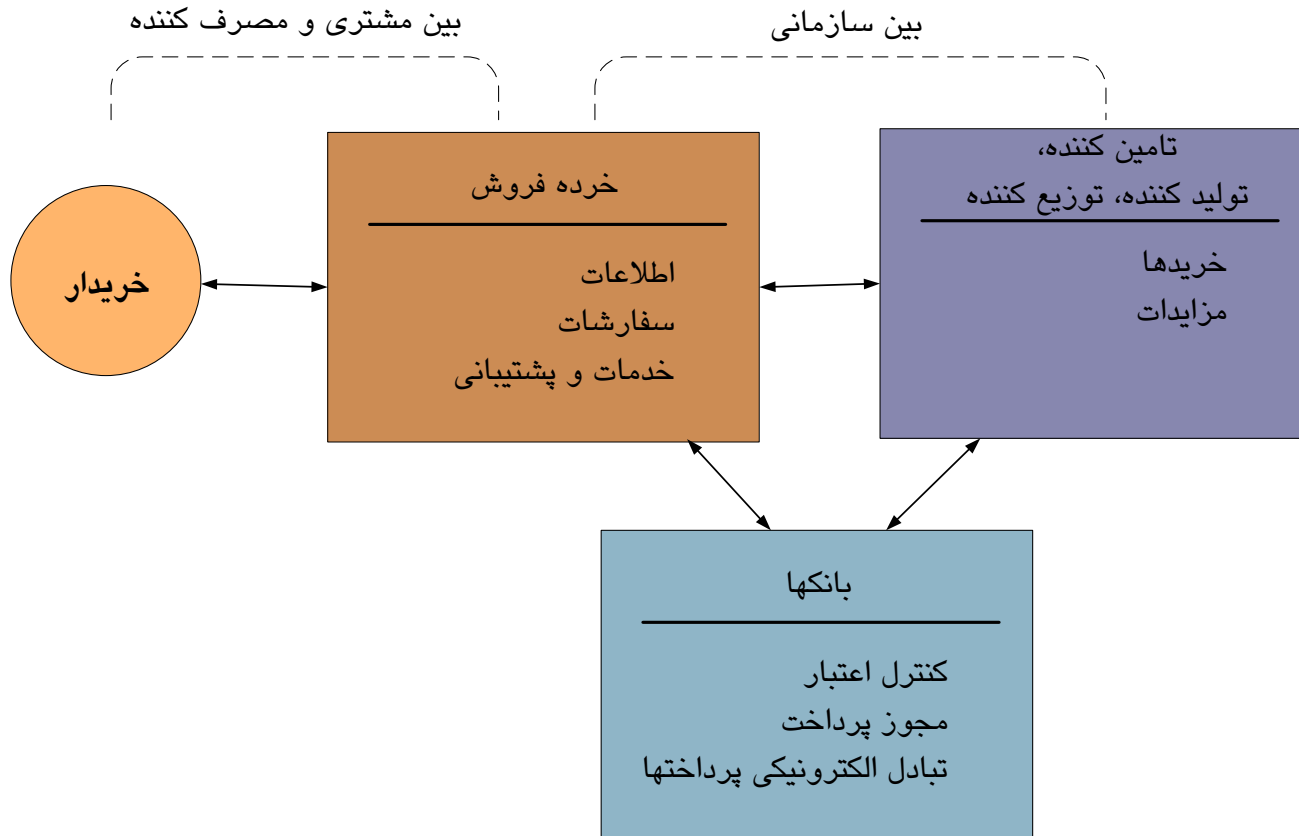 بین سازمانی
بین مشتری و مصرف کننده
تامین کننده،
تولید کننده، توزیع کننده
خریدها
مزایدات
خرده فروش
اطلاعات
سفارشات
خدمات و پشتیبانی
خریدار
بانکها
کنترل اعتبار
مجوز پرداخت
تبادل الکترونیکی پرداختها